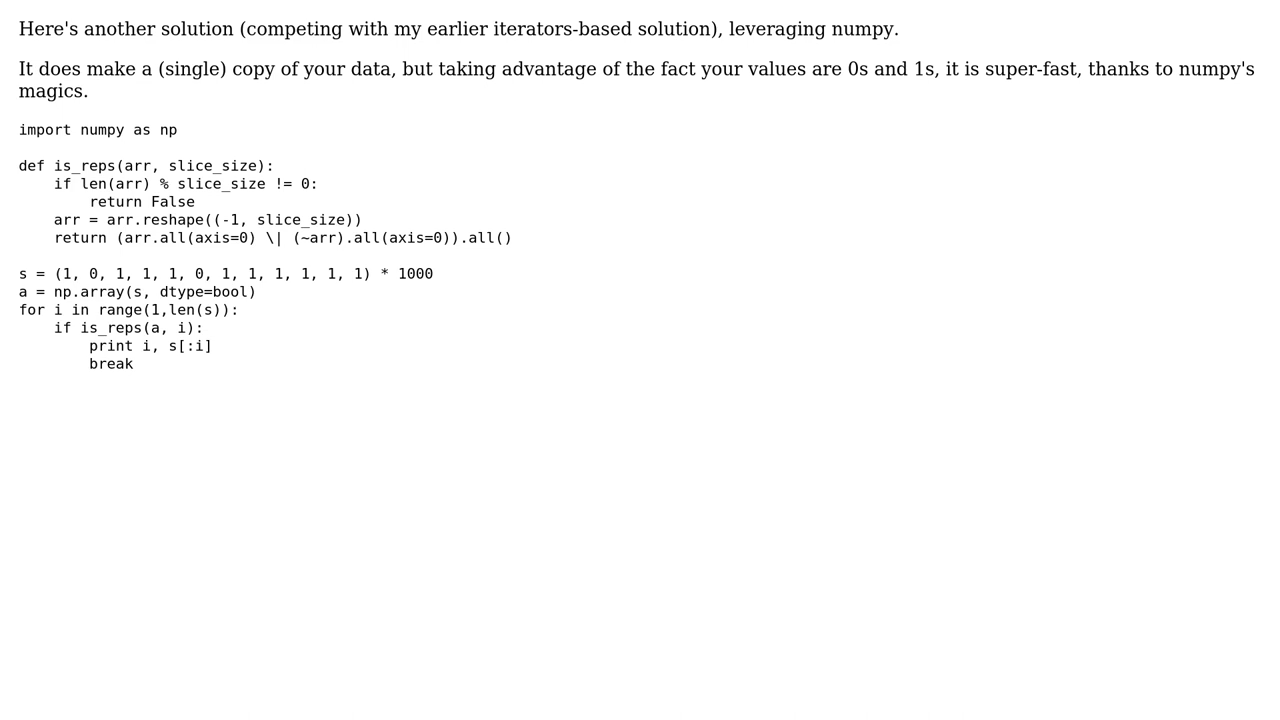 Here's another solution (competing with my earlier iterators-based solution), leveraging numpy.
It does make a (single) copy of your data, but taking advantage of the fact your values are 0s and 1s, it is super-fast, thanks to numpy's
magics.
import numpy as np

def is_reps(arr, slice_size):
    if len(arr) % slice_size != 0:
        return False
    arr = arr.reshape((-1, slice_size))
    return (arr.all(axis=0) \| (~arr).all(axis=0)).all()

s = (1, 0, 1, 1, 1, 0, 1, 1, 1, 1, 1, 1) * 1000
a = np.array(s, dtype=bool)
for i in range(1,len(s)):
    if is_reps(a, i):
        print i, s[:i]
        break